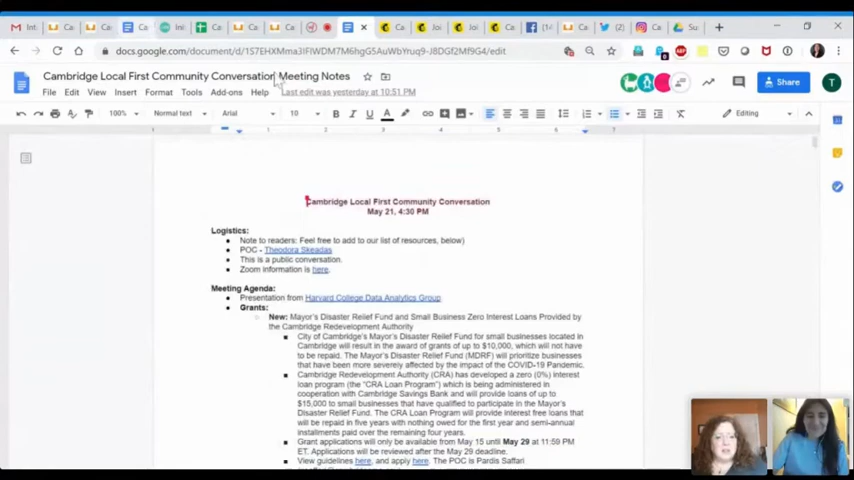 docs.google.com/document/d/1S7EHXMma3IFIWDM7M6hgG5AuWbYruq9-J8DGf2Mf9G4/edit
Cambridge Local First Community Conversation Meeting Notes
File Edit View Insert Format Tools Add-ons Help Last edit was yesterday at 10:51 PM
Share
T
100% Normal text Arial 10 B I U A Editing
Cambridge Local First Community Conversation
May 21, 4:30 PM
Logistics:
Note to readers: Feel free to add to our list of resources, below)
POC - Theodora Skeadas
This is a public conversation.
Zoom information is here.
Meeting Agenda:
Presentation from Harvard College Data Analytics Group
Grants:
New: Mayor's Disaster Relief Fund and Small Business Zero Interest Loans Provided by
the Cambridge Redevelopment Authority
City of Cambridge's Mayor's Disaster Relief Fund for small businesses located in
Cambridge will result in the award of grants of up to $10,000, which will not have
to be repaid. The Mayor's Disaster Relief Fund (MDRF) will prioritize businesses
that have been more severely affected by the impact of the COVID-19 Pandemic.
Cambridge Redevelopment Authority (CRA) has developed a zero (0%) interest
loan program (the "CRA Loan Program") which is being administered in
cooperation with Cambridge Savings Bank and will provide loans of up to
$15,000 to small businesses that have qualified to participate in the Mayor's
Disaster Relief Fund. The CRA Loan Program will provide interest free loans that
will be repaid in five years with nothing owed for the first year and semi-annual
installments paid over the remaining four years.
Grant applications will only be available from May 15 until May 29 at 11:59 PM
ET. Applications will be reviewed after the May 29 deadline.
View guidelines here, and apply here. The POC is Pardis Saffari